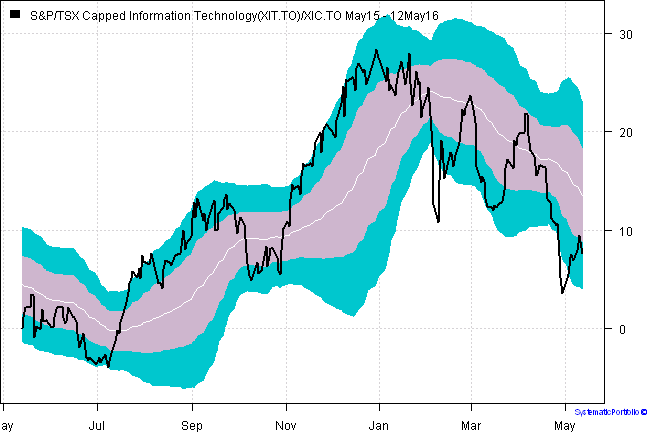 S&P/TSX Capped Information Technology(XIT.TO)/XIC.TO May15 - 12May16
30
20
10
0
ay Jul Sep Nov Jan Mar May
SystematicPortfolio ©